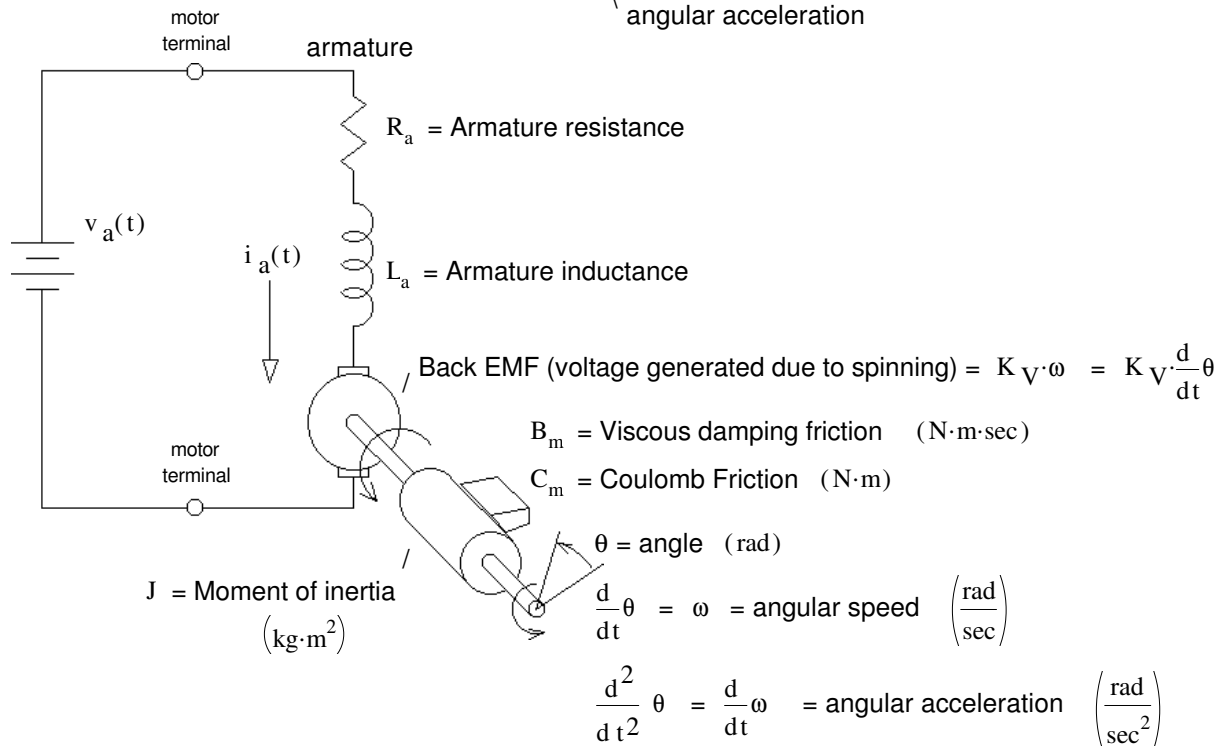 angular acceleration
motor
terminal
armature
R_a = Armature resistance
v_a(t)
i_a(t)
L_a = Armature inductance
Back EMF (voltage generated due to spinning) = K_V·ω = K_V·d/dt θ
B_m = Viscous damping friction (N·m·sec)
motor
terminal
C_m = Coulomb Friction (N·m)
θ = angle (rad)
J = Moment of inertia
(kg·m²)
d/dt θ = ω = angular speed (rad/sec)
d²/dt² θ = d/dt ω = angular acceleration (rad/sec²)